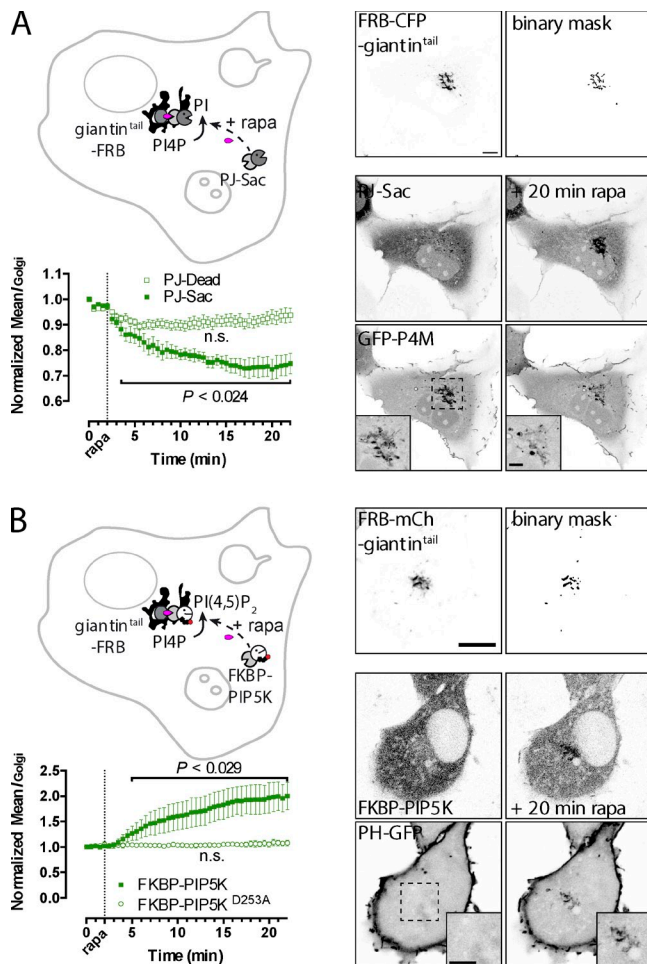 A
PI
+ rapa
giantin^tail
-FRB
PI4P
PJ-Sac
Normalized Mean/Golgi
1.1
1.0
0.9
0.8
0.7
0.6
PJ-Dead
PJ-Sac
n.s.
P < 0.024
0 5 10 15 20
rapa
Time (min)
FRB-CFP
-giantin^tail
binary mask
PJ-Sac
+ 20 min rapa
GFP-P4M
B
PI(4,5)P2
+ rapa
giantin^tail
-FRB
PI4P
FKBP-
PIP5K
Normalized Mean/Golgi
2.5
2.0
1.5
1.0
0.5
0.0
P < 0.029
n.s.
FKBP-PIP5K
FKBP-PIP5K^D253A
0 5 10 15 20
rapa
Time (min)
FRB-mCh
-giantin^tail
binary mask
FKBP-PIP5K
+ 20 min rapa
PH-GFP